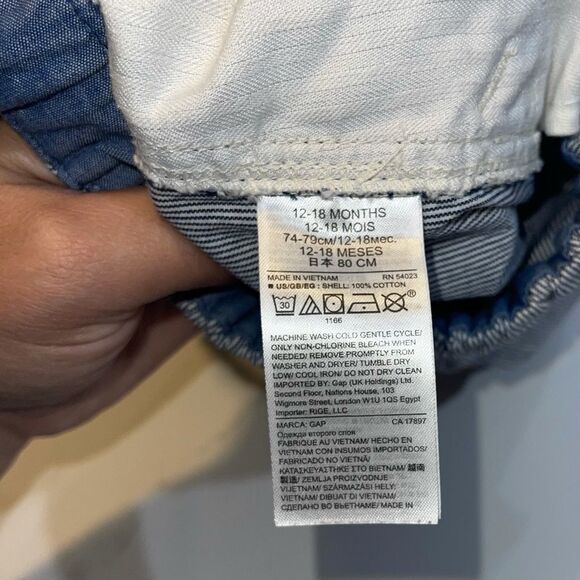 12-18 MONTHS
12-18 MOIS
74-79см/12-18мес.
12-18 MESES
日本 80 CM
MADE IN VIETNAM RN 54023
■ US/GB/EG : SHELL: 100% COTTON
30
1166
MACHINE WASH COLD GENTLE CYCLE/
ONLY NON-CHLORINE BLEACH WHEN
NEEDED/ REMOVE PROMPTLY FROM
WASHER AND DRYER/ TUMBLE DRY
LOW/ COOL IRON/ DO NOT DRY CLEAN
IMPORTED BY: Gap (UK Holdings) Ltd.
Second Floor, Nations House, 103
Wigmore Street, London W1U 1QS Egypt
Importer: RIGE, LLC
MARCA: GAP CA 17897
Одежда второго слоя
FABRIQUÉ AU VIETNAM/ HECHO EN
VIETNAM CON INSUMOS IMPORTADOS/
FABRICADO NO VIETNÃ/
ΚΑΤΑΣΚΕΥΑΣΤΗΚΕ ΣΤΟ ΒΙΕΤΝΑΜ/ 越南
製造/ ZEMLJA PROIZVODNJE
VIJETNAM/ SZÁRMAZÁSI HELY:
VIETNAM/ DIBUAT DI VIETNAM/
СДЕЛАНО ВО ВЬЕТНАМЕ/ MADE IN